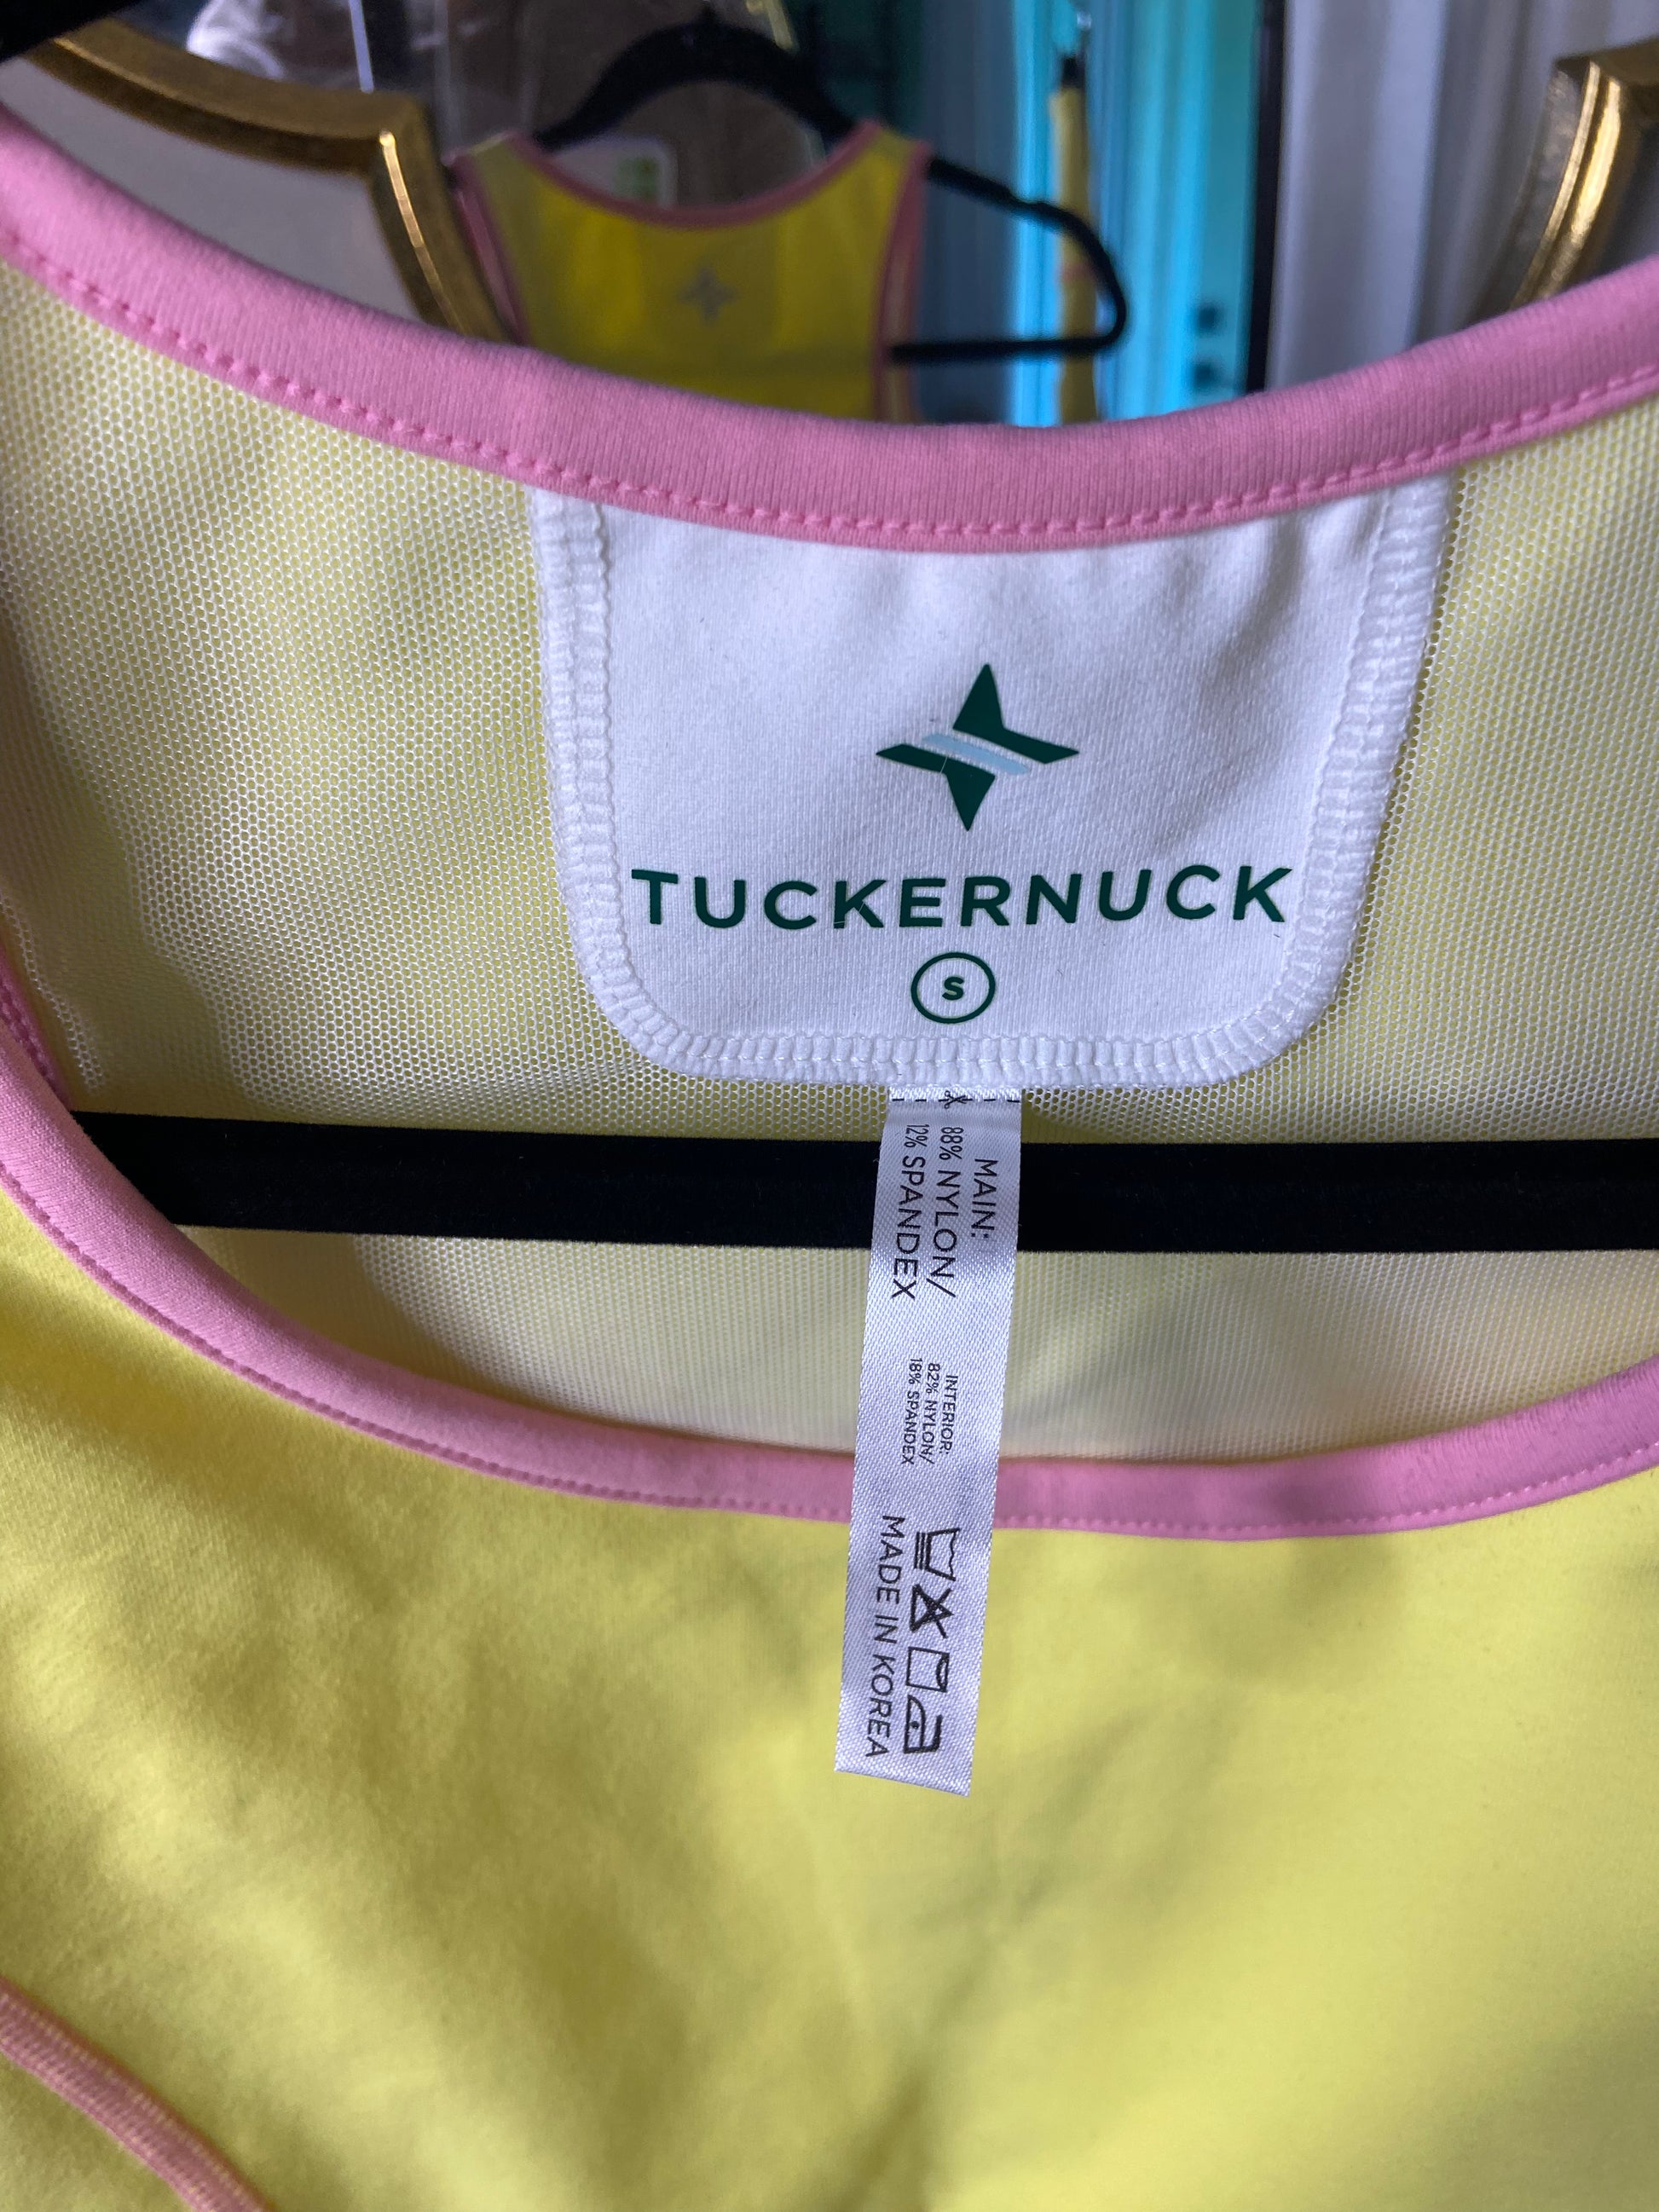 TUCKERNUCK
S
MAIN:
88% NYLON/
12% SPANDEX
INTERIOR:
82% NYLON/
18% SPANDEX
MADE IN KOREA